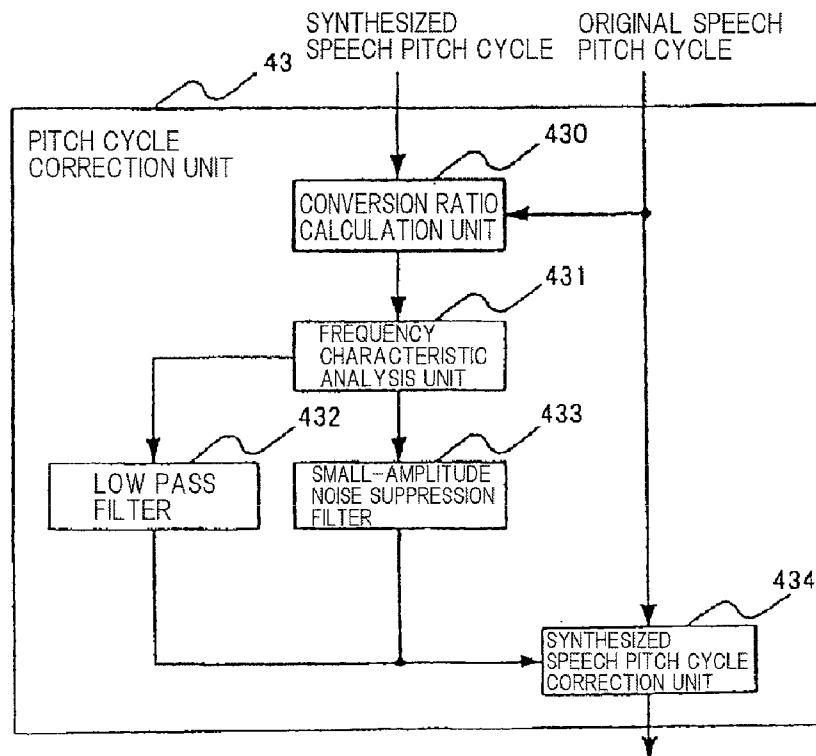 SYNTHESIZED
SPEECH PITCH CYCLE
ORIGINAL SPEECH
PITCH CYCLE
43
PITCH CYCLE
CORRECTION UNIT
430
CONVERSION RATIO
CALCULATION UNIT
431
FREQUENCY
CHARACTERISTIC
ANALYSIS UNIT
432
LOW PASS
FILTER
433
SMALL-AMPLITUDE
NOISE SUPPRESSION
FILTER
434
SYNTHESIZED
SPEECH PITCH CYCLE
CORRECTION UNIT